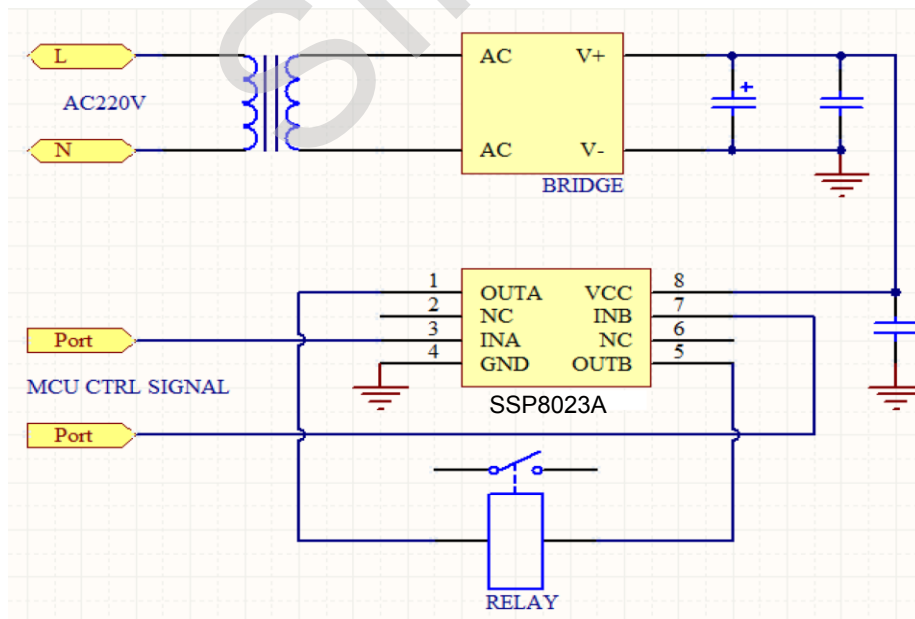 L
AC220V
N
AC V+
AC V-
+
BRIDGE
1 OUTA VCC 8
2 NC INB 7
3 INA NC 6
4 GND OUTB 5
SSP8023A
Port
MCU CTRL SIGNAL
Port
RELAY